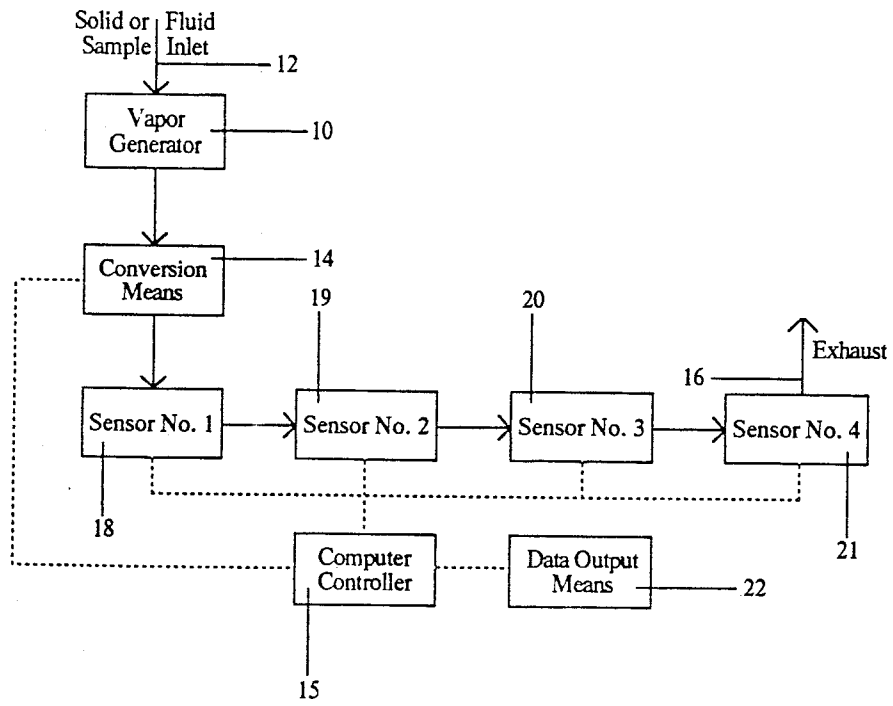 Solid or Fluid
Sample Inlet
12
Vapor
Generator
10
Conversion
Means
14
19
20
16
Exhaust
Sensor No. 1
Sensor No. 2
Sensor No. 3
Sensor No. 4
18
21
Computer
Controller
Data Output
Means
22
15